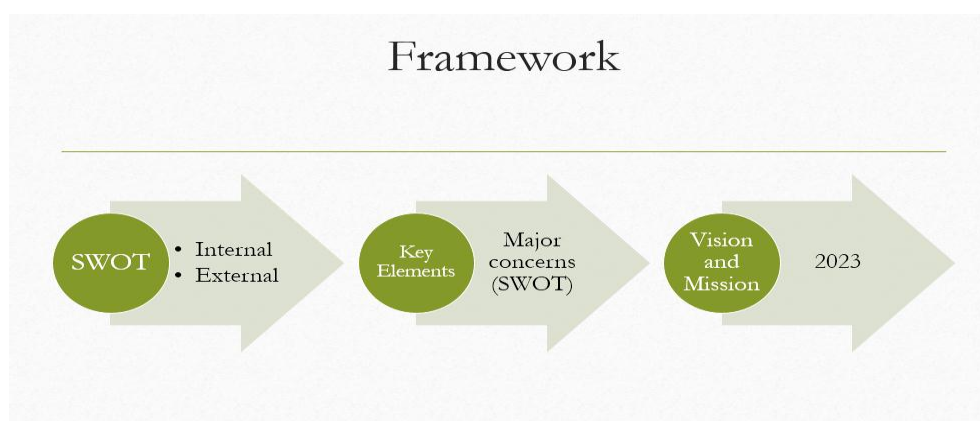 Framework
SWOT
• Internal
• External
Key
Elements
Major
concerns
(SWOT)
Vision
and
Mission
2023